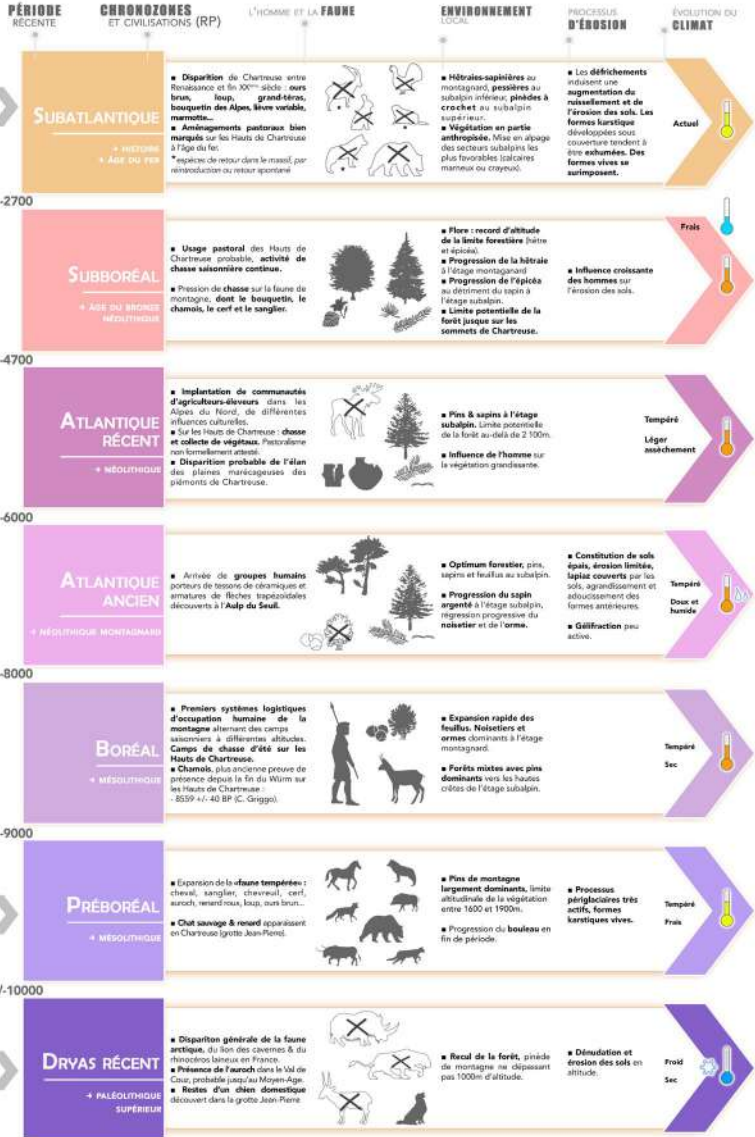 PÉRIODE
RÉCENTE
CHRONOZONES
ET CIVILISATIONS (RP)
L'HOMME ET LA FAUNE
ENVIRONNEMENT
LOCAL
PROCESSUS
D'ÉROSION
ÉVOLUTION DU
CLIMAT
SUBATLANTIQUE
+ HISTOIRE
+ ÂGE DU FER
■ Disparition de Chartreuse entre
Renaissance et fin XXème siècle : ours
brun, loup, grand-téras,
bouquetin des Alpes, lièvre variable,
marmotte...
■ Aménagements pastoraux bien
marqués sur les Hauts de Chartreuse
à l'âge du fer.
* espèces de retour dans le massif, par
réintroduction ou retour spontané
■ Hêtraies-sapinières au
montagnard, pessières au
subalpin inférieur, pinèdes à
crochet au subalpin
supérieur.
■ Végétation en partie
anthropisée. Mise en alpage
des secteurs subalpins les
plus favorables (calcaires
marneux ou crayeux).
■ Les défrichements
induisent une
augmentation du
ruissellement et de
l'érosion des sols. Les
formes karstique
développées sous
couverture tendent à
être exhumées. Des
formes vives se
surimposent.
Actuel
-2700
SUBBORÉAL
+ ÂGE DU BRONZE
NÉOLITHIQUE
■ Usage pastoral des Hauts de
Chartreuse probable, activité de
chasse saisonnière continue.
■ Pression de chasse sur la faune de
montagne, dont le bouquetin, le
chamois, le cerf et le sanglier.
■ Flore : record d'altitude
de la limite forestière (hêtre
et épicéa).
■ Progression de la hêtraie
à l'étage montaganard
■ Progression de l'épicéa
au détriment du sapin à
l'étage subalpin.
■ Limite potentielle de la
forêt jusque sur les
sommets de Chartreuse.
■ Influence croissante
des hommes sur
l'érosion des sols.
Frais
-4700
ATLANTIQUE
RÉCENT
+ NÉOLITHIQUE
■ Implantation de communautés
d'agriculteurs-éleveurs dans les
Alpes du Nord, de différentes
influences culturelles.
■ Sur les Hauts de Chartreuse : chasse
et collecte de végétaux. Pastoralisme
non formellement attesté.
■ Disparition probable de l'élan
des plaines marécageuses des
piémonts de Chartreuse.
■ Pins & sapins à l'étage
subalpin. Limite potentielle
de la forêt au-delà de 2 100m.
■ Influence de l'homme sur
la végétation grandissante.
Tempéré
Léger
assèchement
-6000
ATLANTIQUE
ANCIEN
+ NÉOLITHIQUE MONTAGNARD
■ Arrivée de groupes humains
porteurs de tessons de céramiques et
armatures de flèches trapézoïdales
découverts à l'Aulp du Seuil.
■ Optimum forestier, pins,
sapins et feuillus au subalpin.
■ Progression du sapin
argenté à l'étage subalpin,
régression progressive du
noisetier et de l'orme.
■ Constitution de sols
épais, érosion limitée,
lapiaz couverts par les
sols, agrandissement et
adoucissement des
formes antérieures.
■ Gélifraction peu
active.
Tempéré
Doux et
humide
-8000
BORÉAL
+ MÉSOLITHIQUE
■ Premiers systèmes logistiques
d'occupation humaine de la
montagne alternant des camps
saisonniers à différentes altitudes.
Camps de chasse d'été sur les
Hauts de Chartreuse.
■ Chamois, plus ancienne preuve de
présence depuis la fin du Würm sur
les Hauts de Chartreuse :
- 8559 +/- 40 BP (C. Griggo).
■ Expansion rapide des
feuillus. Noisetiers et
ormes dominants à l'étage
montagnard.
■ Forêts mixtes avec pins
dominants vers les hautes
crêtes de l'étage subalpin.
Tempéré
Sec
-9000
PRÉBORÉAL
+ MÉSOLITHIQUE
■ Expansion de la «faune tempérée» :
cheval, sanglier, chevreuil, cerf,
auroch, renard roux, loup, ours brun...
■ Chat sauvage & renard apparaissent
en Chartreuse (grotte Jean-Pierre).
■ Pins de montagne
largement dominants, limite
altitudinale de la végétation
entre 1600 et 1900m.
■ Progression du bouleau en
fin de période.
■ Processus
périglaciaires très
actifs, formes
karstiques vives.
Tempéré
Frais
/-10000
DRYAS RÉCENT
+ PALÉOLITHIQUE
SUPÉRIEUR
■ Dispariton générale de la faune
arctique, du lion des cavernes & du
rhinocéros laineux en France.
■ Présence de l'auroch dans le Val de
Cour, probable jusqu'au Moyen-Age.
■ Restes d'un chien domestique
découvert dans la grotte Jean-Pierre
■ Recul de la forêt, pinède
de montagne ne dépassant
pas 1000m d'altitude.
■ Dénudation et
érosion des sols en
altitude.
Froid
Sec